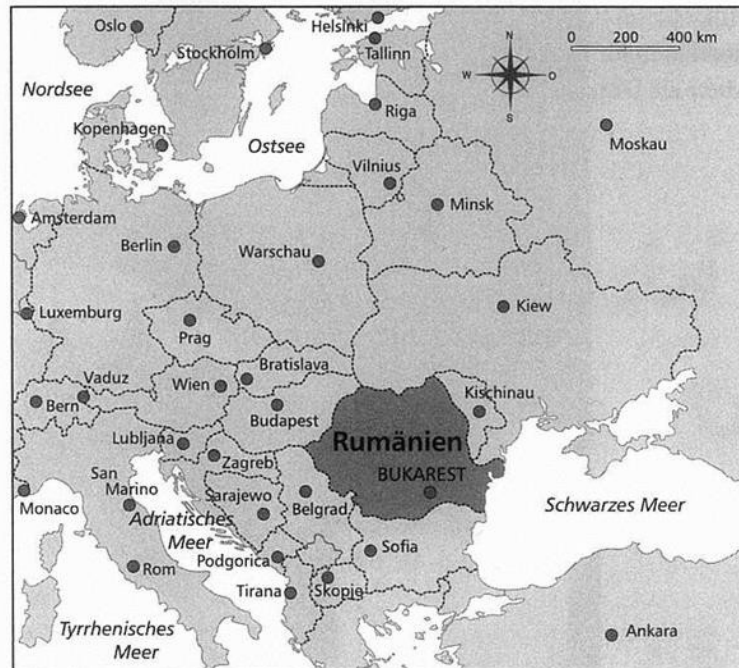 Oslo
Helsinki
Stockholm
Tallinn
0 200 400 km
N
W
O
S
Nordsee
Riga
Moskau
Kopenhagen
Ostsee
Vilnius
Minsk
Amsterdam
Berlin
Warschau
Luxemburg
Prag
Kiew
Bratislava
Vaduz
Wien
Kischinau
Bern
Budapest
Rumänien
Lubljana
Zagreb
BUKAREST
San
Marino
Sarajewo
Belgrad
Schwarzes Meer
Monaco
Adriatisches
Meer
Sofia
Podgorica
Rom
Tirana
Skopje
Tyrrhenisches
Meer
Ankara